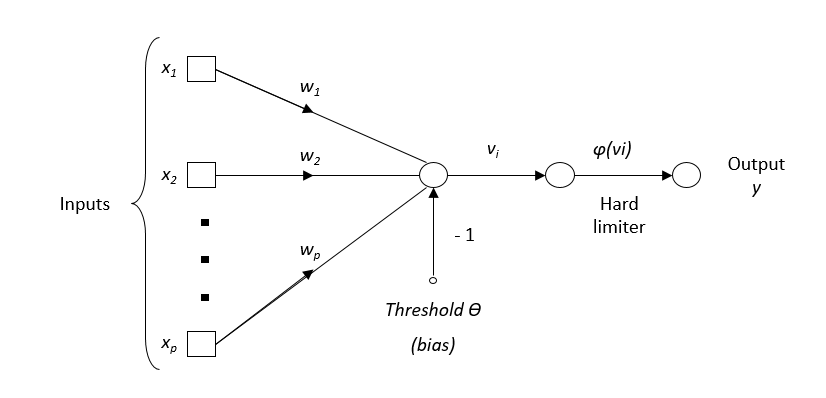 x₁
w₁
x₂
w₂
vᵢ
φ(vi)
Output
y
Inputs
Hard
limiter
- 1
wₚ
Threshold Θ
(bias)
xₚ